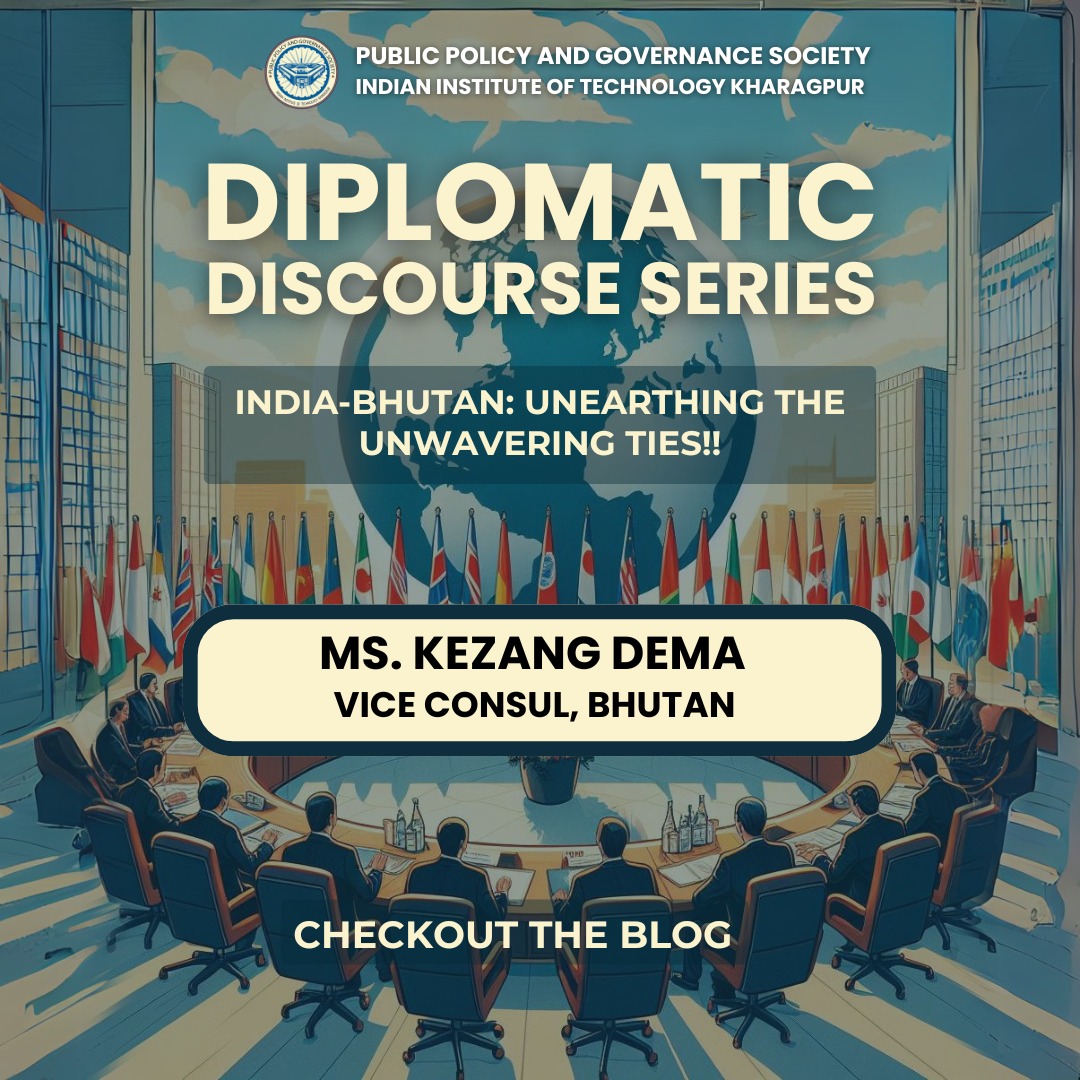 PUBLIC POLICY AND GOVERNANCE SOCIETY
INDIAN INSTITUTE OF TECHNOLOGY KHARAGPUR
DIPLOMATIC
DISCOURSE SERIES
INDIA-BHUTAN: UNEARTHING THE
UNWAVERING TIES!!
MS. KEZANG DEMA
VICE CONSUL, BHUTAN
CHECKOUT THE BLOG